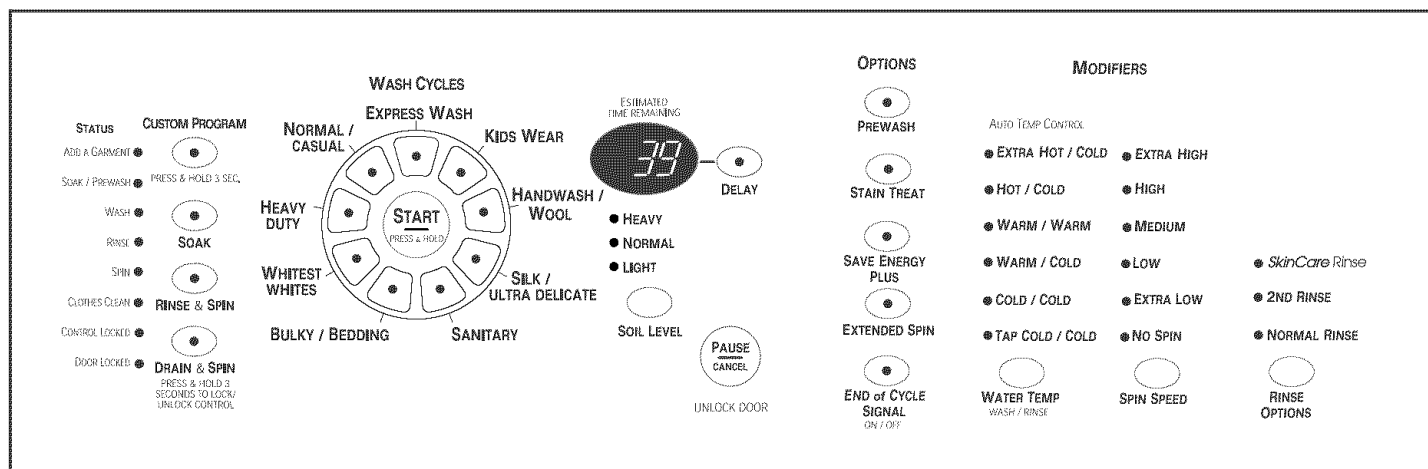 STATUS
ADD A GARMENT
SOAK / PREWASH
WASH
RINSE
SPIN
CLOTHES CLEAN
CONTROL LOCKED
DOOR LOCKED
CUSTOM PROGRAM
PRESS & HOLD 3 SEC.
SOAK
RINSE & SPIN
DRAIN & SPIN
PRESS & HOLD 3
SECONDS TO LOCK/
UNLOCK CONTROL
WASH CYCLES
EXPRESS WASH
NORMAL /
CASUAL
KIDS WEAR
HEAVY
DUTY
HANDWASH /
WOOL
START
PRESS & HOLD
WHITEST
WHITES
SILK /
ULTRA DELICATE
BULKY / BEDDING
SANITARY
ESTIMATED
TIME REMAINING
39
DELAY
HEAVY
NORMAL
LIGHT
SOIL LEVEL
PAUSE
CANCEL
UNLOCK DOOR
OPTIONS
PREWASH
STAIN TREAT
SAVE ENERGY
PLUS
EXTENDED SPIN
END of CYCLE
SIGNAL
ON / OFF
MODIFIERS
AUTO TEMP CONTROL
EXTRA HOT / COLD
HOT / COLD
WARM / WARM
WARM / COLD
COLD / COLD
TAP COLD / COLD
WATER TEMP
WASH / RINSE
EXTRA HIGH
HIGH
MEDIUM
LOW
EXTRA LOW
NO SPIN
SPIN SPEED
SkinCare Rinse
2ND RINSE
NORMAL RINSE
RINSE
OPTIONS